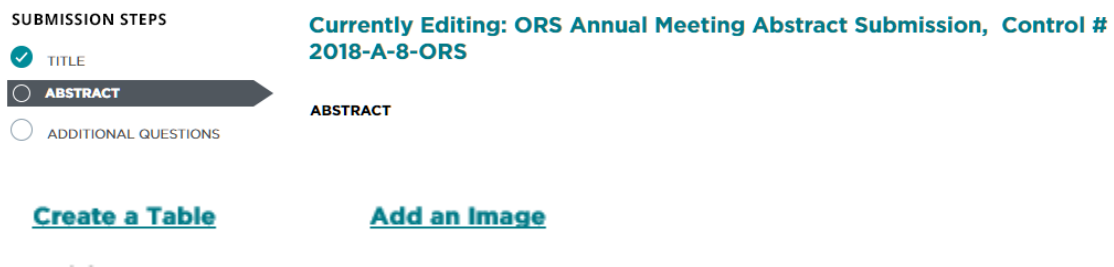 SUBMISSION STEPS
TITLE
ABSTRACT
ADDITIONAL QUESTIONS
Currently Editing: ORS Annual Meeting Abstract Submission, Control #
2018-A-8-ORS
ABSTRACT
Create a Table
Add an Image